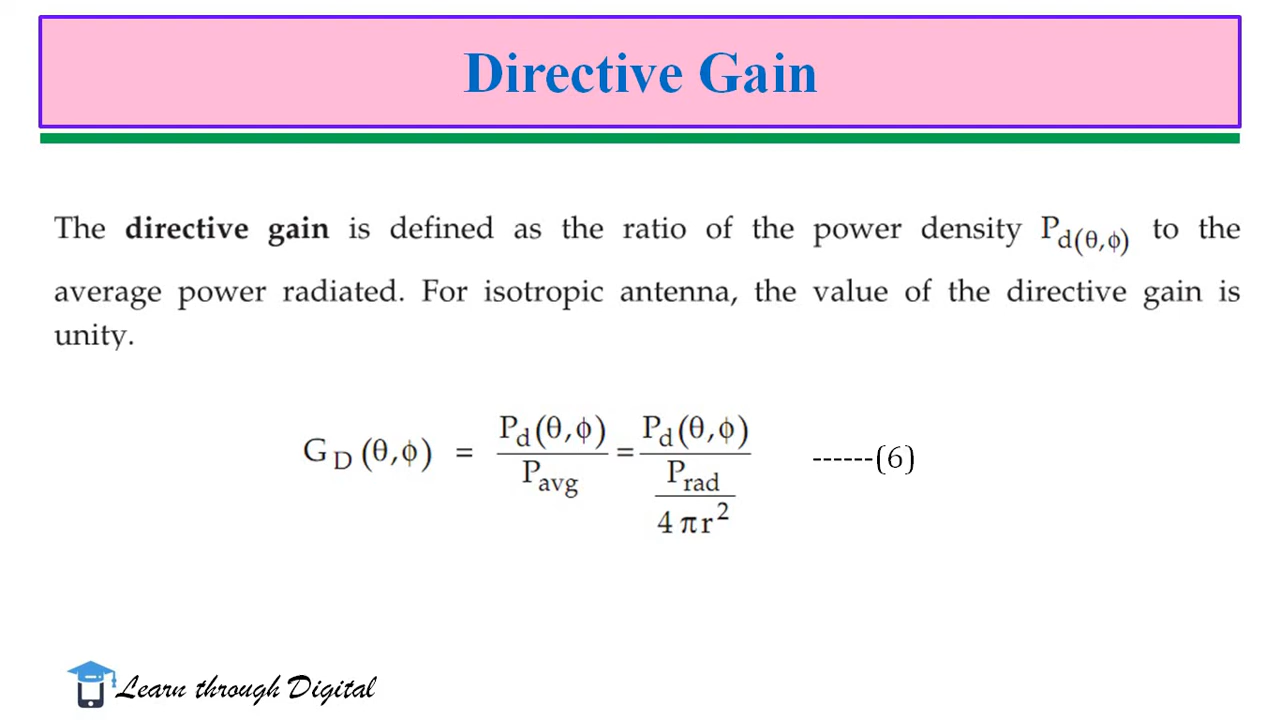 Directive Gain
The directive gain is defined as the ratio of the power density P_d(θ,ϕ) to the
average power radiated. For isotropic antenna, the value of the directive gain is
unity.
G_D (θ,ϕ) = P_d(θ,ϕ) / P_avg = P_d(θ,ϕ) / (P_rad / 4πr²) ------(6)
Learn through Digital